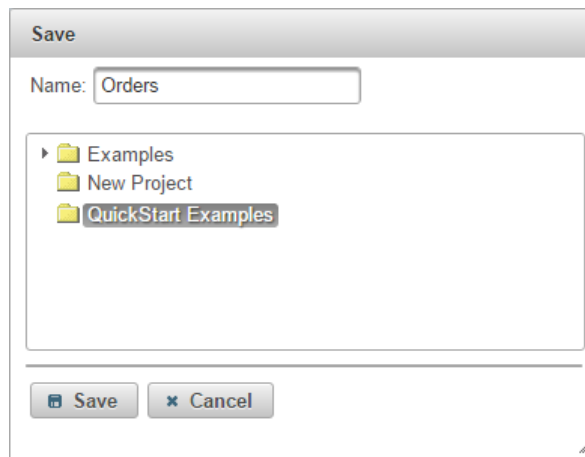 Save
Name: Orders
Examples
New Project
QuickStart Examples
Save Cancel